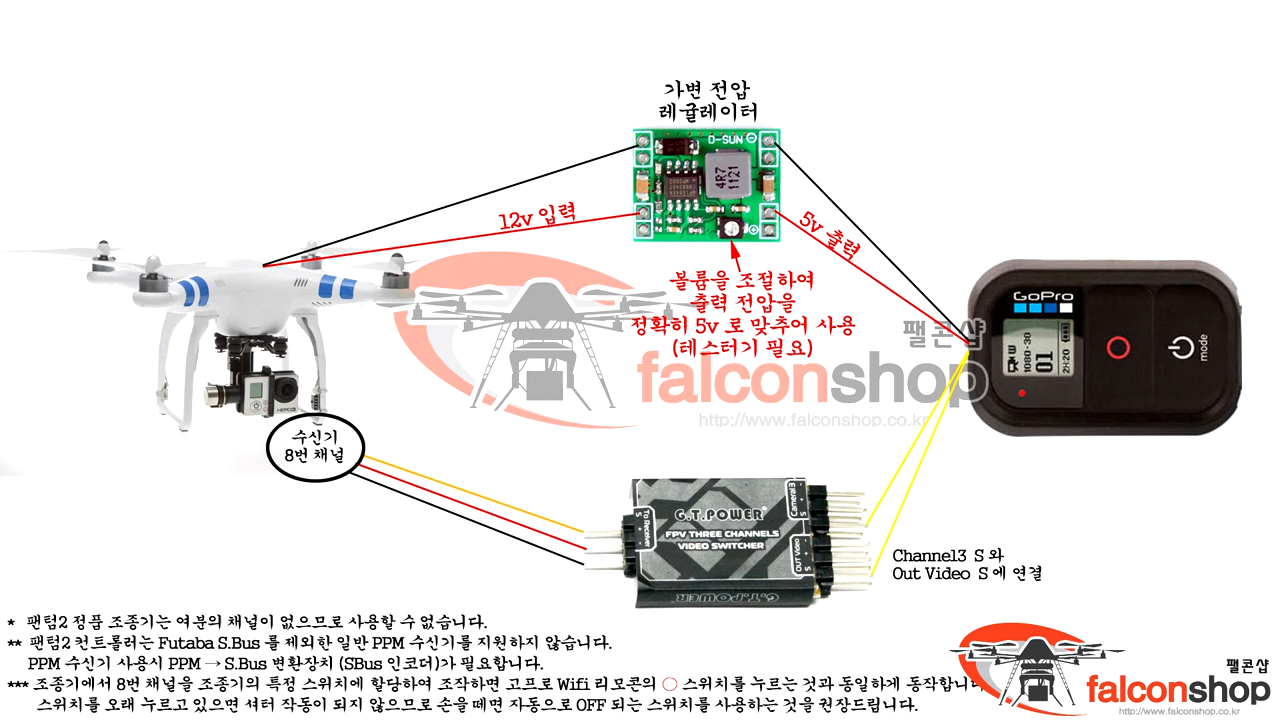 가변 전압
레귤레이터
D-SUN
4R7
1121
12v 입력
5v 출력
볼륨을 조절하여
출력 전압을
정확히 5v 로 맞추어 사용
(테스터기 필요)
팰콘샵
falconshop
http://www.falconshop.co.kr
GoPro
1080-30
01
2H:20
mode
HERO3
수신기
8번 채널
To Receiver
S + -
G.T.POWER®
FPV THREE CHANNELS
VIDEO SWITCHER
Camera3
- + S
OUT Video
- + S
G.T.POWER
Channel3 S 와
Out Video S 에 연결
* 팬텀2 정품 조종기는 여분의 채널이 없으므로 사용할 수 없습니다.
** 팬텀2 컨트롤러는 Futaba S.Bus 를 제외한 일반 PPM 수신기를 지원하지 않습니다.
PPM 수신기 사용시 PPM → S.Bus 변환장치 (SBus 인코더)가 필요합니다.
*** 조종기에서 8번 채널을 조종기의 특정 스위치에 할당하여 조작하면 고프로 Wifi 리모콘의 ○ 스위치를 누르는 것과 동일하게 동작합니다
스위치를 오래 누르고 있으면 셔터 작동이 되지 않으므로 손을 떼면 자동으로 OFF 되는 스위치를 사용하는 것을 권장드립니다.
팰콘샵
falconshop
http://www.falconshop.co.kr